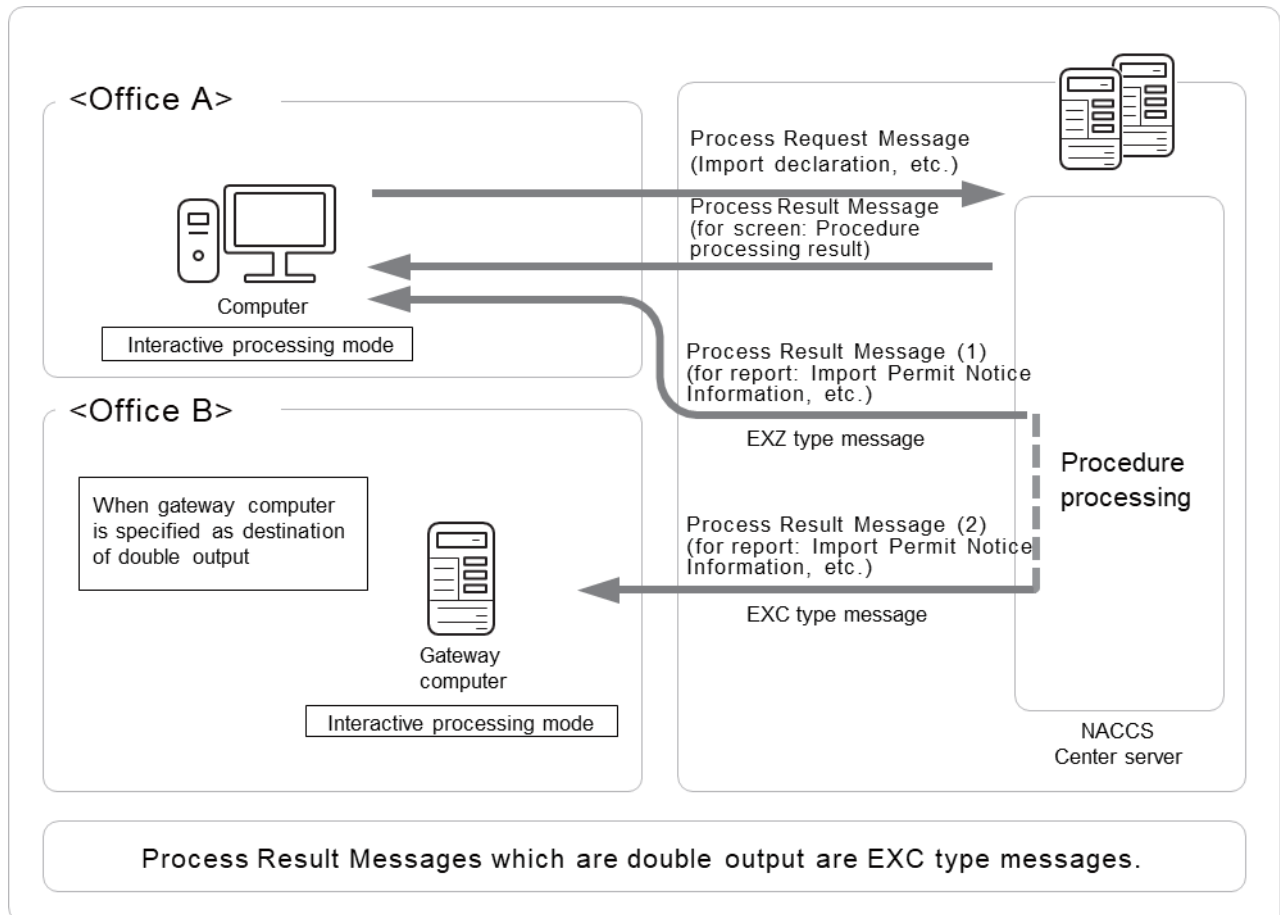 <Office A>
Computer
Interactive processing mode
Process Request Message
(Import declaration, etc.)
Process Result Message
(for screen: Procedure
processing result)
Process Result Message (1)
(for report: Import Permit Notice
Information, etc.)
EXZ type message
<Office B>
When gateway computer
is specified as destination
of double output
Gateway
computer
Interactive processing mode
Process Result Message (2)
(for report: Import Permit Notice
Information, etc.)
EXC type message
Procedure
processing
NACCS
Center server
Process Result Messages which are double output are EXC type messages.